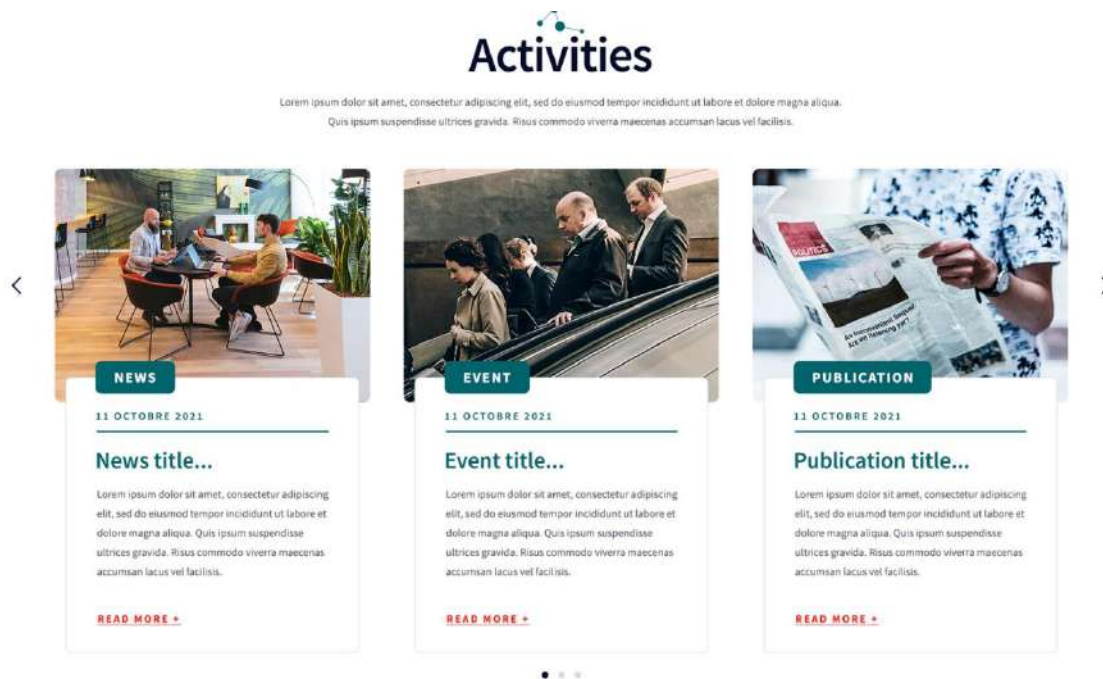 Activities
Lorem ipsum dolor sit amet, consectetur adipiscing elit, sed do eiusmod tempor incididunt ut labore et dolore magna aliqua.
Quis ipsum suspendisse ultrices gravida. Risus commodo viverra maecenas accumsan lacus vel facilisis.
NEWS
11 OCTOBRE 2021
News title...
Lorem ipsum dolor sit amet, consectetur adipiscing
elit, sed do eiusmod tempor incididunt ut labore et
dolore magna aliqua. Quis ipsum suspendisse
ultrices gravida. Risus commodo viverra maecenas
accumsan lacus vel facilisis.
READ MORE +
EVENT
11 OCTOBRE 2021
Event title...
Lorem ipsum dolor sit amet, consectetur adipiscing
elit, sed do eiusmod tempor incididunt ut labore et
dolore magna aliqua. Quis ipsum suspendisse
ultrices gravida. Risus commodo viverra maecenas
accumsan lacus vel facilisis.
READ MORE +
POLITICS
An Inconvenient Sequel
Are we listening yet?
PUBLICATION
11 OCTOBRE 2021
Publication title...
Lorem ipsum dolor sit amet, consectetur adipiscing
elit, sed do eiusmod tempor incididunt ut labore et
dolore magna aliqua. Quis ipsum suspendisse
ultrices gravida. Risus commodo viverra maecenas
accumsan lacus vel facilisis.
READ MORE +